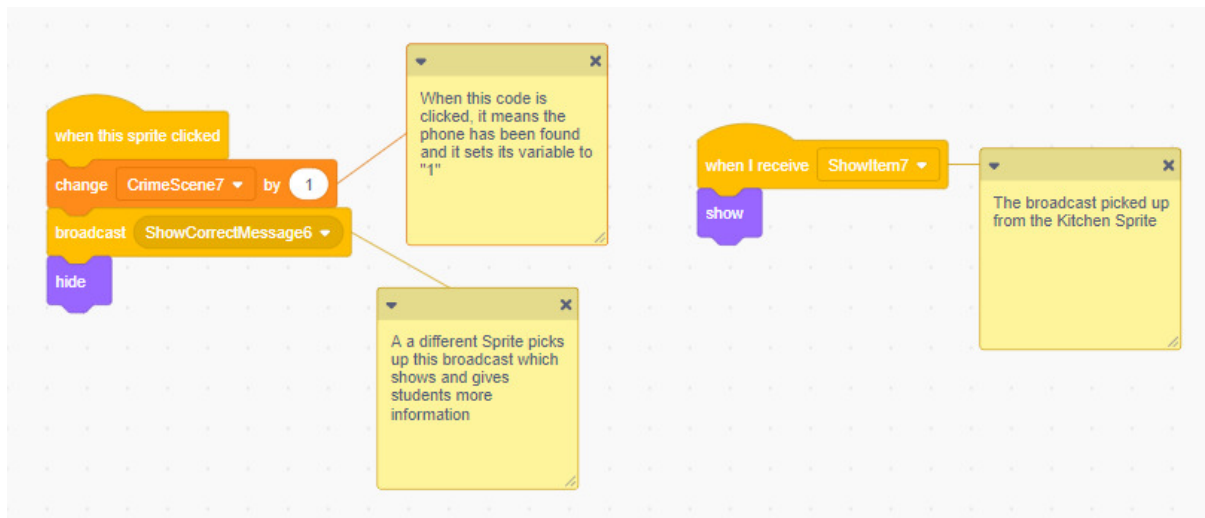 when this sprite clicked
change CrimeScene7 by 1
broadcast ShowCorrectMessage6
hide
When this code is
clicked, it means the
phone has been found
and it sets its variable to
"1"
A a different Sprite picks
up this broadcast which
shows and gives
students more
information
when I receive ShowItem7
show
The broadcast picked up
from the Kitchen Sprite